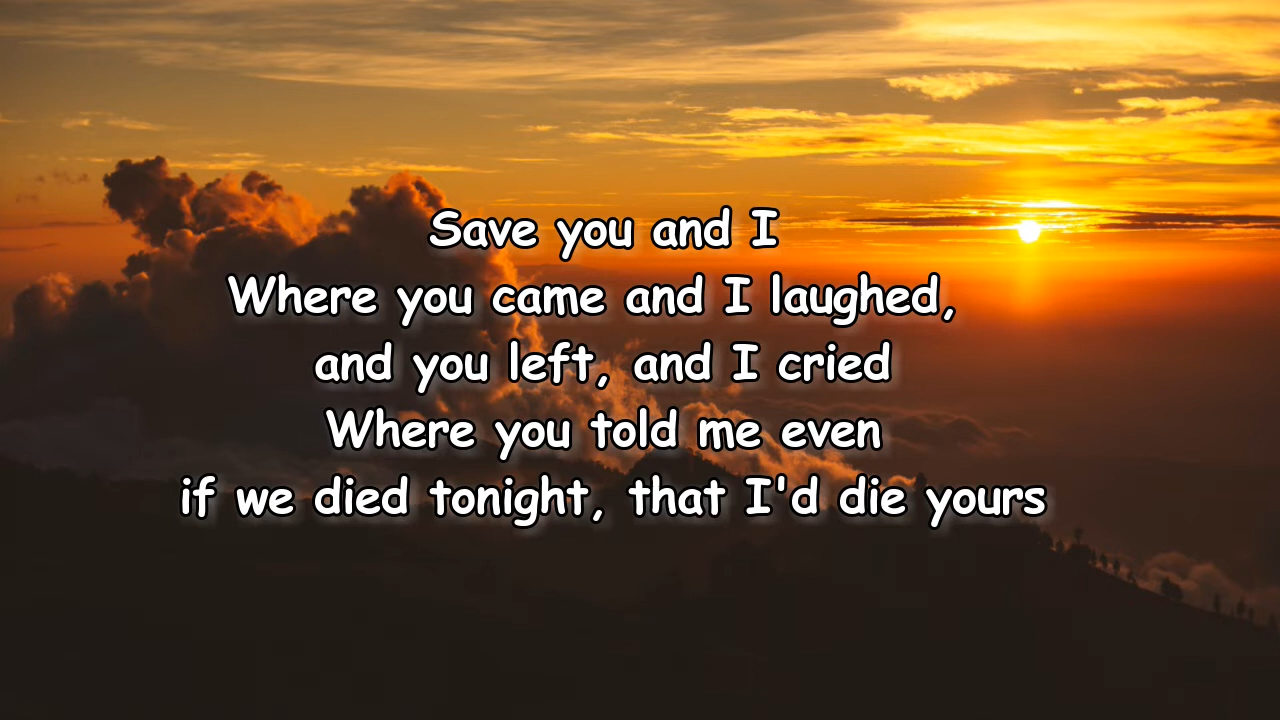 Save you and I
Where you came and I laughed,
and you left, and I cried
Where you told me even
if we died tonight, that I'd die yours